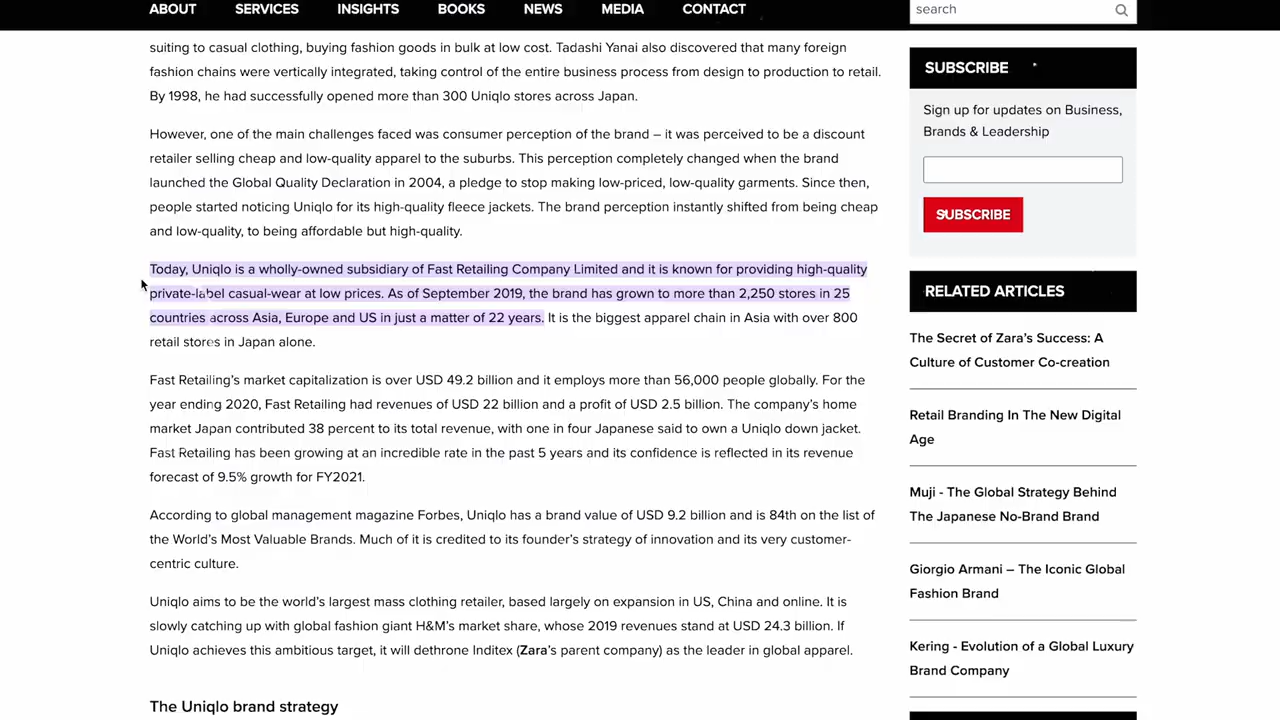 ABOUT SERVICES INSIGHTS BOOKS NEWS MEDIA CONTACT search
suiting to casual clothing, buying fashion goods in bulk at low cost. Tadashi Yanai also discovered that many foreign
fashion chains were vertically integrated, taking control of the entire business process from design to production to retail.
By 1998, he had successfully opened more than 300 Uniqlo stores across Japan.
However, one of the main challenges faced was consumer perception of the brand – it was perceived to be a discount
retailer selling cheap and low-quality apparel to the suburbs. This perception completely changed when the brand
launched the Global Quality Declaration in 2004, a pledge to stop making low-priced, low-quality garments. Since then,
people started noticing Uniqlo for its high-quality fleece jackets. The brand perception instantly shifted from being cheap
and low-quality, to being affordable but high-quality.
Today, Uniqlo is a wholly-owned subsidiary of Fast Retailing Company Limited and it is known for providing high-quality
private-label casual-wear at low prices. As of September 2019, the brand has grown to more than 2,250 stores in 25
countries across Asia, Europe and US in just a matter of 22 years. It is the biggest apparel chain in Asia with over 800
retail stores in Japan alone.
Fast Retailing's market capitalization is over USD 49.2 billion and it employs more than 56,000 people globally. For the
year ending 2020, Fast Retailing had revenues of USD 22 billion and a profit of USD 2.5 billion. The company's home
market Japan contributed 38 percent to its total revenue, with one in four Japanese said to own a Uniqlo down jacket.
Fast Retailing has been growing at an incredible rate in the past 5 years and its confidence is reflected in its revenue
forecast of 9.5% growth for FY2021.
According to global management magazine Forbes, Uniqlo has a brand value of USD 9.2 billion and is 84th on the list of
the World's Most Valuable Brands. Much of it is credited to its founder's strategy of innovation and its very customer-
centric culture.
Uniqlo aims to be the world's largest mass clothing retailer, based largely on expansion in US, China and online. It is
slowly catching up with global fashion giant H&M's market share, whose 2019 revenues stand at USD 24.3 billion. If
Uniqlo achieves this ambitious target, it will dethrone Inditex (Zara's parent company) as the leader in global apparel.
The Uniqlo brand strategy
SUBSCRIBE
Sign up for updates on Business,
Brands & Leadership
SUBSCRIBE
RELATED ARTICLES
The Secret of Zara's Success: A
Culture of Customer Co-creation
Retail Branding In The New Digital
Age
Muji - The Global Strategy Behind
The Japanese No-Brand Brand
Giorgio Armani – The Iconic Global
Fashion Brand
Kering - Evolution of a Global Luxury
Brand Company